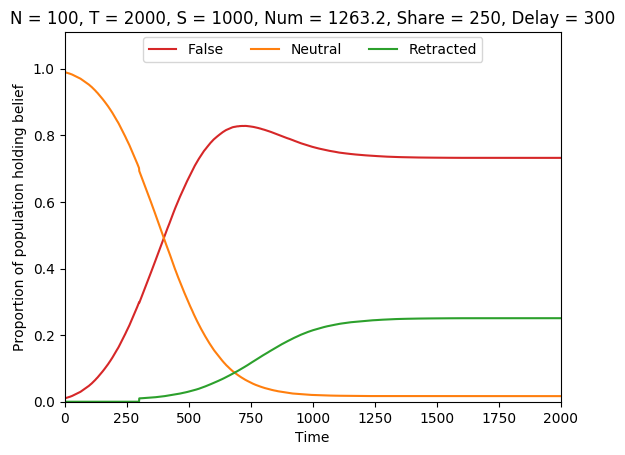 N = 100, T = 2000, S = 1000, Num = 1263.2, Share = 250, Delay = 300
False Neutral Retracted
Proportion of population holding belief
1.0
0.8
0.6
0.4
0.2
0.0
0 250 500 750 1000 1250 1500 1750 2000
Time